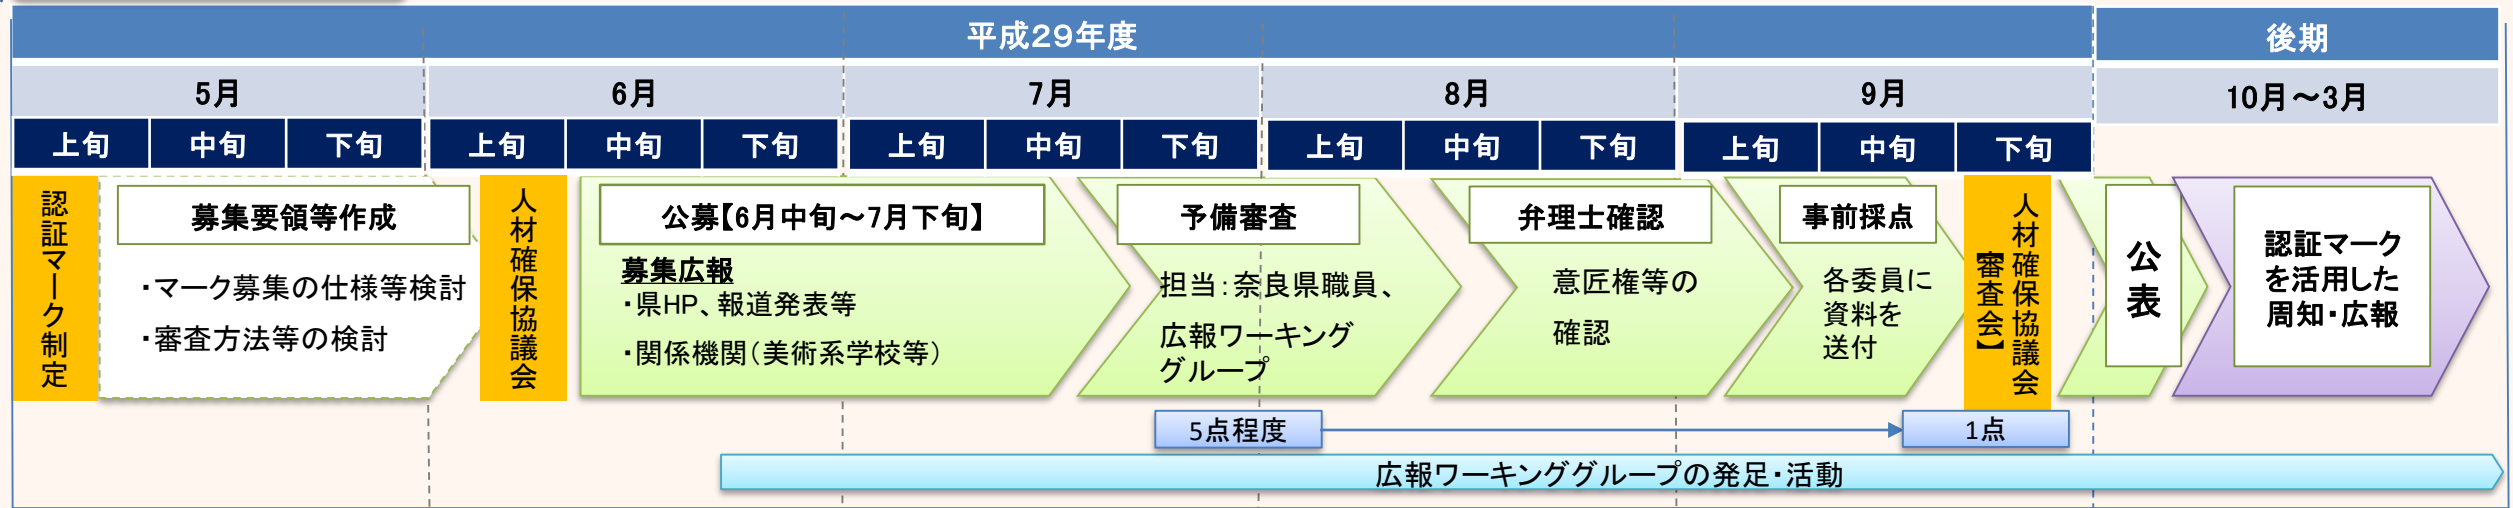 平成29年度
後期
5月
6月
7月
8月
9月
10月～3月
上旬
中旬
下旬
上旬
中旬
下旬
上旬
中旬
下旬
上旬
中旬
下旬
上旬
中旬
下旬
認証マーク制定
募集要領等作成
・マーク募集の仕様等検討
・審査方法等の検討
人材確保協議会
公募【6月中旬～7月下旬】
募集広報
・県HP、報道発表等
・関係機関（美術系学校等）
予備審査
担当：奈良県職員、
広報ワーキング
グループ
弁理士確認
意匠権等の
確認
事前採点
各委員に
資料を
送付
人材確保協議会
【審査会】
公表
認証マーク
を活用した
周知・広報
5点程度
1点
広報ワーキンググループの発足・活動